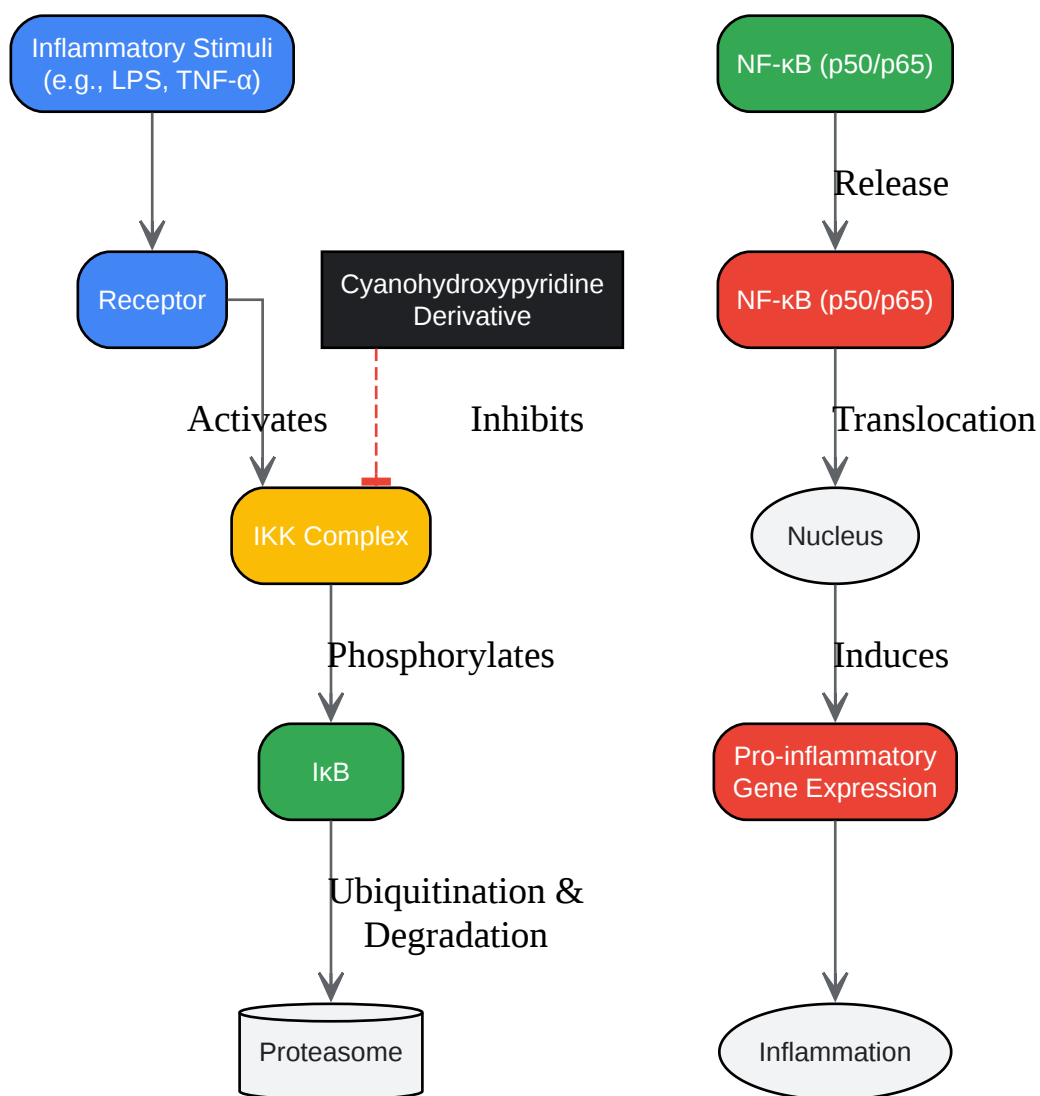 Inflammatory Stimuli
(e.g., LPS, TNF-α)
Receptor
Cyanohydroxypyridine
Derivative
Activates
Inhibits
IKK Complex
Phosphorylates
IκB
Ubiquitination &
Degradation
Proteasome
NF-κB (p50/p65)
Release
NF-κB (p50/p65)
Translocation
Nucleus
Induces
Pro-inflammatory
Gene Expression
Inflammation